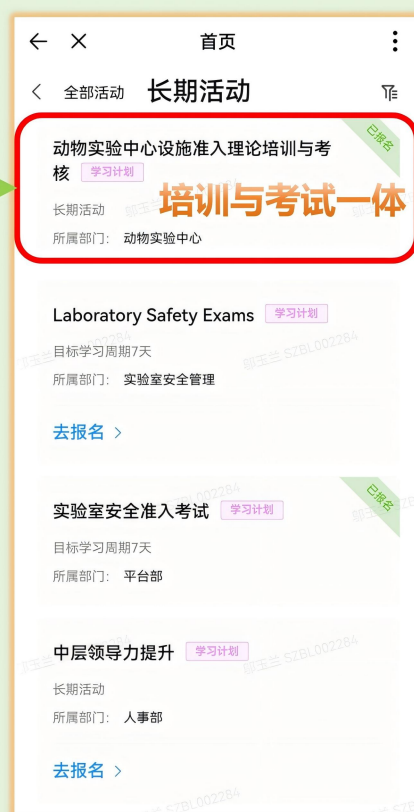 首页
全部活动 长期活动
已报名
动物实验中心设施准入理论培训与考
核 学习计划
培训与考试一体
长期活动
所属部门： 动物实验中心
Laboratory Safety Exams 学习计划
目标学习周期7天
所属部门： 实验室安全管理
去报名 >
已报名
实验室安全准入考试 学习计划
目标学习周期7天
所属部门： 平台部
中层领导力提升 学习计划
长期活动
所属部门： 人事部
去报名 >